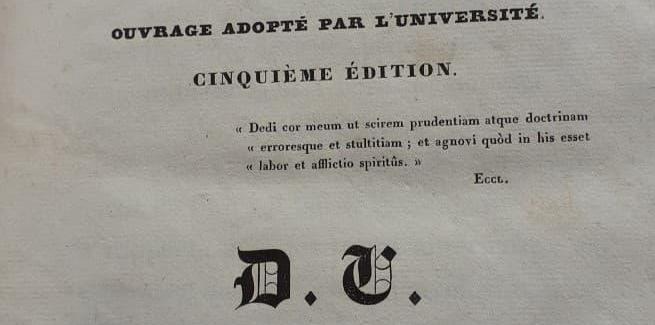 OUVRAGE ADOPTÉ PAR L'UNIVERSITÉ.
CINQUIÈME ÉDITION.
« Dedi cor meum ut scirem prudentiam atque doctrinam
« erroresque et stultitiam ; et agnovi quòd in his esset
« labor et afflictio spiritûs. »
Eccl.
D. U.